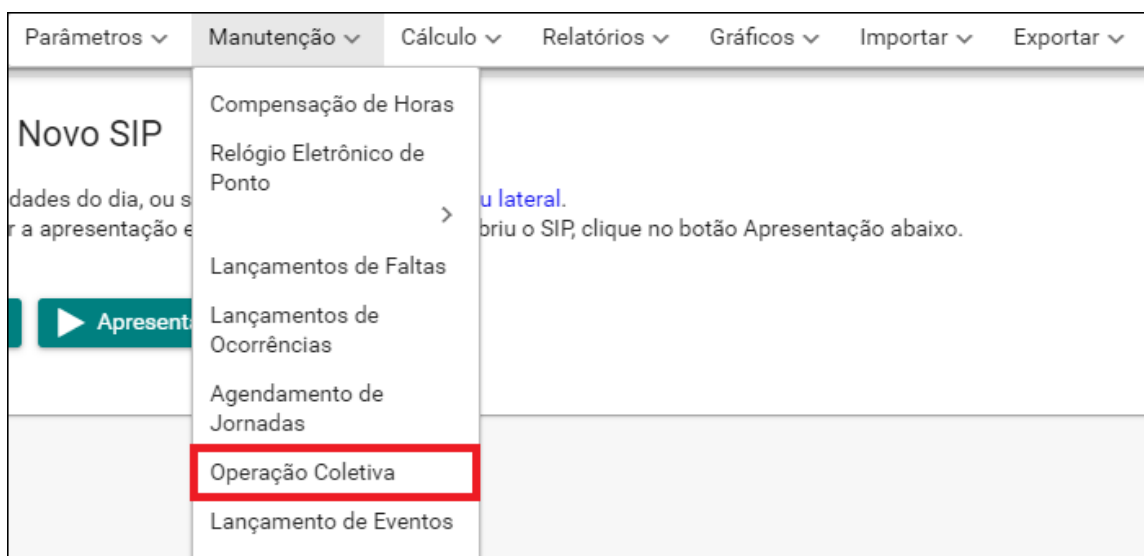 Parâmetros Manutenção Cálculo Relatórios Gráficos Importar Exportar
Compensação de Horas
Novo SIP
Relógio Eletrônico de
Ponto
dades do dia, ou s u lateral.
r a apresentação e briu o SIP, clique no botão Apresentação abaixo.
Lançamentos de Faltas
Apresent
Lançamentos de
Ocorrências
Agendamento de
Jornadas
Operação Coletiva
Lançamento de Eventos